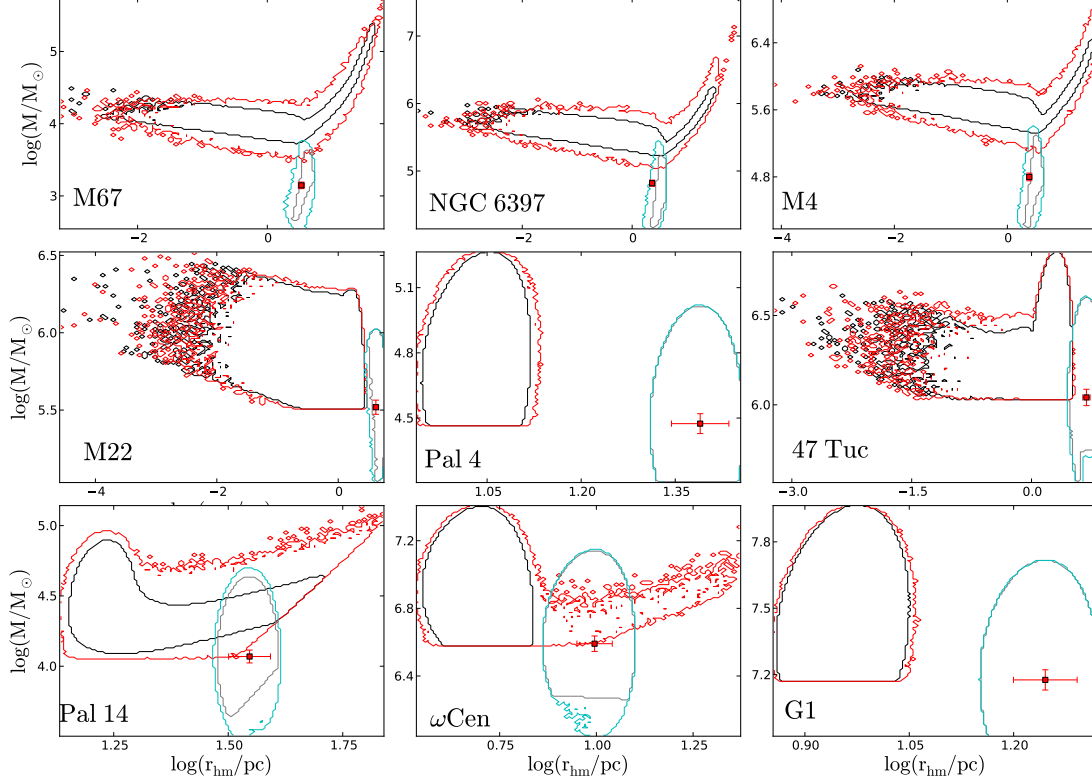 log(M/M⊙)
5
4
3
M67
−2 0
7
6
5
NGC 6397
−2 0
6.4
5.6
4.8
M4
−4 −2 0
log(M/M⊙)
6.5
6.0
5.5
M22
−4 −2 0
5.1
4.8
4.5
Pal 4
1.05 1.20 1.35
6.5
6.0
47 Tuc
−3.0 −1.5 0.0
log(M/M⊙)
5.0
4.5
4.0
Pal 14
1.25 1.50 1.75
log(rhm/pc)
7.2
6.8
6.4
ωCen
0.75 1.00 1.25
log(rhm/pc)
7.8
7.5
7.2
G1
0.90 1.05 1.20
log(rhm/pc)